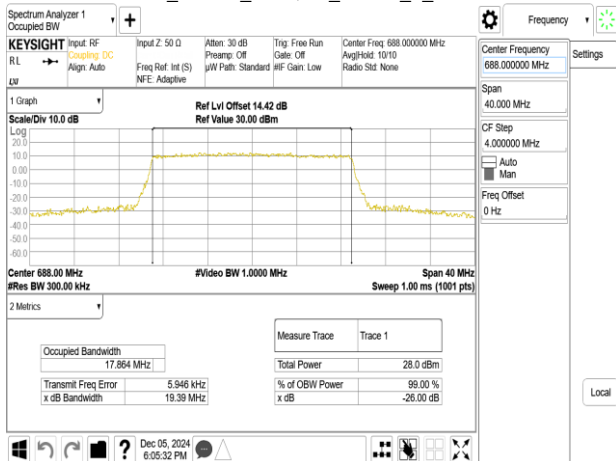 Spectrum Analyzer 1
Occupied BW
Frequency
KEYSIGHT
RL
LXI
Input: RF
Coupling: DC
Align: Auto
Input Z: 50 Ω
Freq Ref: Int (S)
NFE: Adaptive
Atten: 30 dB
Preamp: Off
µW Path: Standard
Trig: Free Run
Gate: Off
#IF Gain: Low
Center Freq: 688.000000 MHz
Avg|Hold: 10/10
Radio Std: None
Center Frequency
688.000000 MHz
Settings
Span
40.000 MHz
CF Step
4.000000 MHz
Auto
Man
Freq Offset
0 Hz
Local
1 Graph
Scale/Div 10.0 dB
Ref Lvl Offset 14.42 dB
Ref Value 30.00 dBm
Log
20.0
10.0
0.00
-10.0
-20.0
-30.0
-40.0
-50.0
-60.0
Center 688.00 MHz
#Video BW 1.0000 MHz
Span 40 MHz
#Res BW 300.00 kHz
Sweep 1.00 ms (1001 pts)
2 Metrics
Measure Trace Trace 1
Occupied Bandwidth
17.864 MHz
Total Power 28.0 dBm
Transmit Freq Error 5.946 kHz
% of OBW Power 99.00 %
x dB Bandwidth 19.39 MHz
x dB -26.00 dB
?
Dec 05, 2024
6:05:32 PM